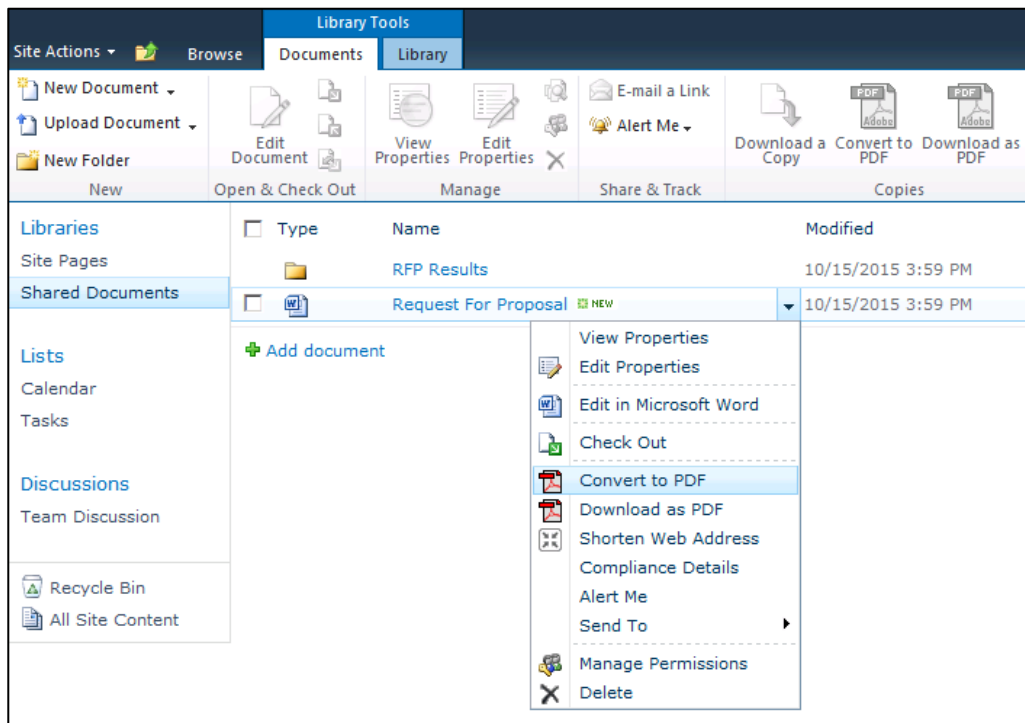 Library Tools
Site Actions
Browse
Documents
Library
New Document
Upload Document
New Folder
New
Edit
Document
Open & Check Out
View
Properties
Edit
Properties
Manage
E-mail a Link
Alert Me
Share & Track
Download a
Copy
PDF
Adobe
Convert to
PDF
PDF
Adobe
Download as
PDF
Copies
Libraries
Site Pages
Shared Documents
Lists
Calendar
Tasks
Discussions
Team Discussion
Recycle Bin
All Site Content
Type Name Modified
RFP Results 10/15/2015 3:59 PM
Request For Proposal NEW 10/15/2015 3:59 PM
Add document
View Properties
Edit Properties
Edit in Microsoft Word
Check Out
Convert to PDF
Download as PDF
Shorten Web Address
Compliance Details
Alert Me
Send To
Manage Permissions
Delete